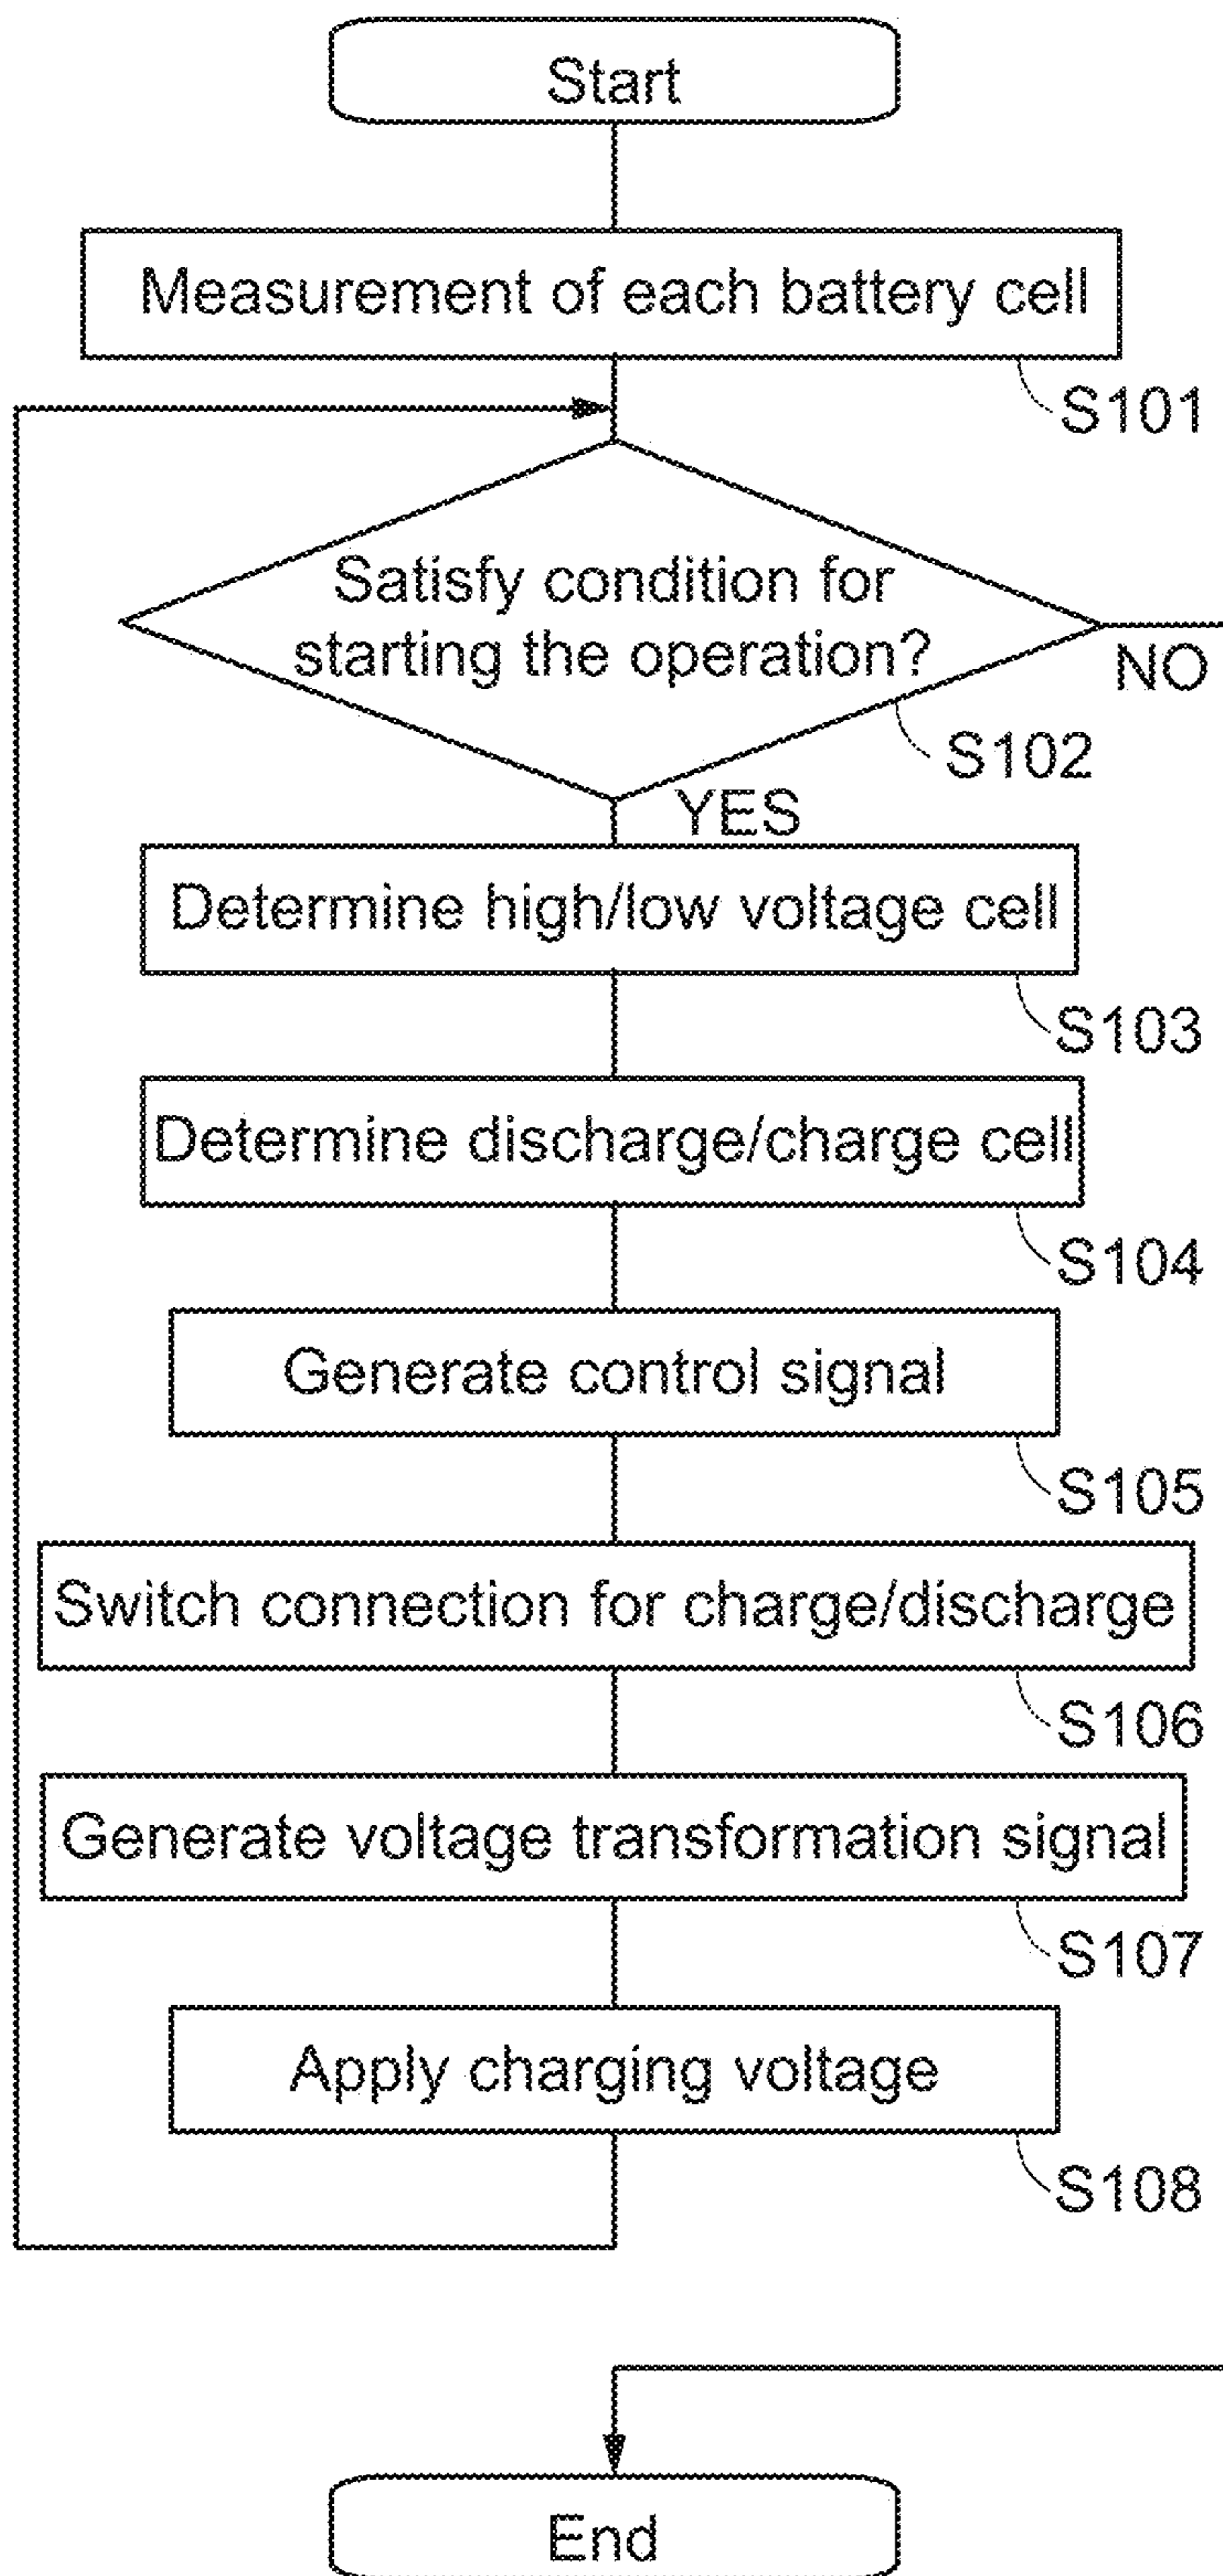 Start
Measurement of each battery cell
S101
Satisfy condition for
starting the operation?
NO
S102
YES
Determine high/low voltage cell
S103
Determine discharge/charge cell
S104
Generate control signal
S105
Switch connection for charge/discharge
S106
Generate voltage transformation signal
S107
Apply charging voltage
S108
End